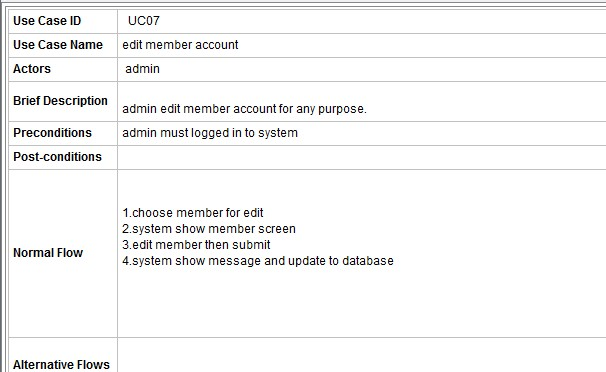 Use Case ID UC07
Use Case Name edit member account
Actors admin
Brief Description admin edit member account for any purpose.
Preconditions admin must logged in to system
Post-conditions
Normal Flow
1.choose member for edit
2.system show member screen
3.edit member then submit
4.system show message and update to database
Alternative Flows